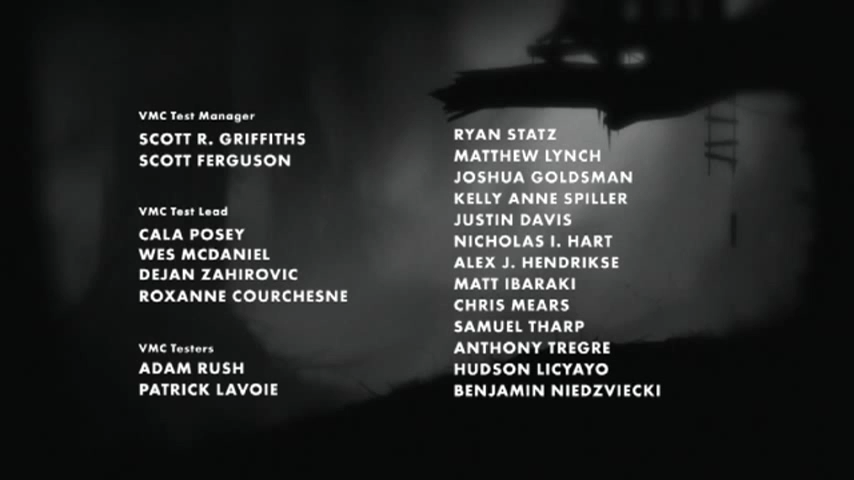 VMC Test Manager
SCOTT R. GRIFFITHS
SCOTT FERGUSON
VMC Test Lead
CALA POSEY
WES MCDANIEL
DEJAN ZAHIROVIC
ROXANNE COURCHESNE
VMC Testers
ADAM RUSH
PATRICK LAVOIE
RYAN STATZ
MATTHEW LYNCH
JOSHUA GOLDSMAN
KELLY ANNE SPILLER
JUSTIN DAVIS
NICHOLAS I. HART
ALEX J. HENDRIKSE
MATT IBARAKI
CHRIS MEARS
SAMUEL THARP
ANTHONY TREGRE
HUDSON LICYAYO
BENJAMIN NIEDZVIECKI